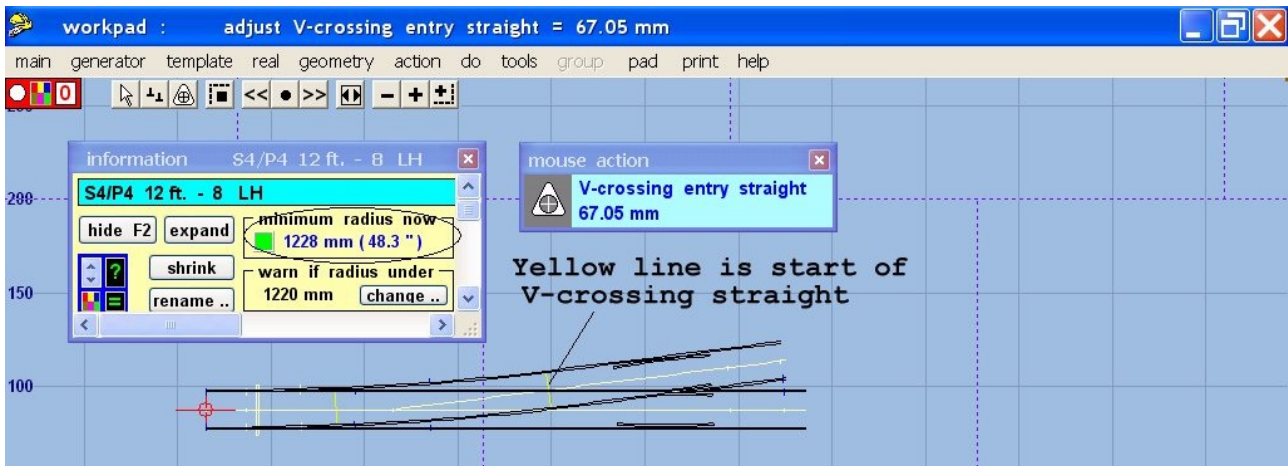 workpad : adjust V-crossing entry straight = 67.05 mm
main generator template real geometry action do tools group pad print help
0 << >> - +
information S4/P4 12 ft. - 8 LH
mouse action
S4/P4 12 ft. - 8 LH
V-crossing entry straight
67.05 mm
200
hide F2 expand
minimum radius now
1228 mm ( 48.3 " )
? shrink
warn if radius under
1220 mm change ..
= rename ..
Yellow line is start of
V-crossing straight
150
100